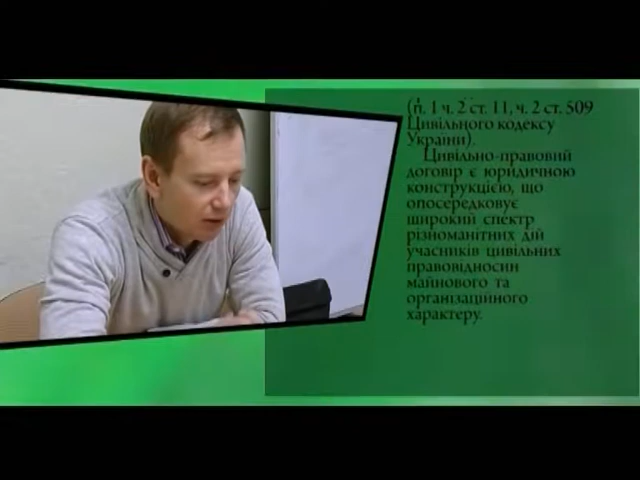 (п. 1 ч. 2 ст. 11, ч. 2 ст. 509
Цивільного кодексу
України).
Цивільно-правовий
договір є юридичною
конструкцією, що
опосередковує
широкий спектр
різноманітних дій
учасників цивільних
правовідносин
майнового та
організаційного
характеру.